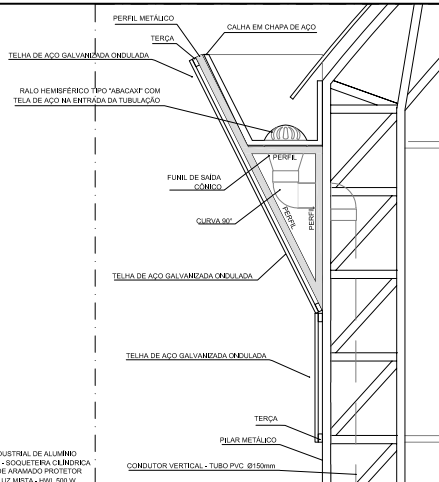 PERFIL METÁLICO
CALHA EM CHAPA DE AÇO
TERÇA
TELHA DE AÇO GALVANIZADA ONDULADA
RALO HEMISFÉRICO TIPO "ABACAXI" COM
TELA DE AÇO NA ENTRADA DA TUBULAÇÃO
PERFIL
FUNIL DE SAÍDA
CÔNICO
CURVA 90°
PERFIL
PERFIL
TELHA DE AÇO GALVANIZADA ONDULADA
TELHA DE AÇO GALVANIZADA ONDULADA
TERÇA
PILAR METÁLICO
DUSTRIAL DE ALUMÍNIO
- SOQUETEIRA CILÍNDRICA
DE ARAMADO PROTETOR
LUZ MISTA - HWL 500 W
CONDUTOR VERTICAL - TUBO PVC Ø150mm